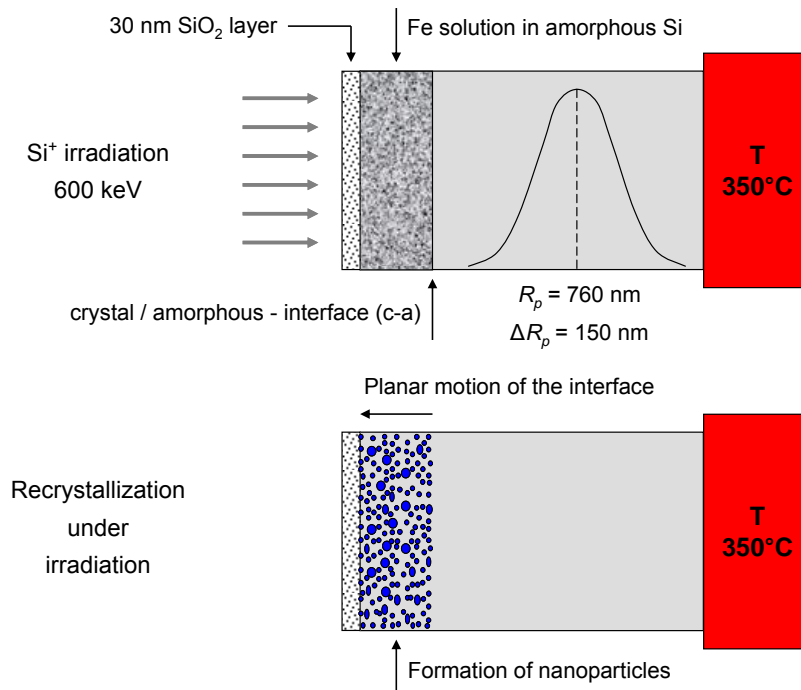 30 nm SiO₂ layer
Fe solution in amorphous Si
Si⁺ irradiation
600 keV
T
350°C
crystal / amorphous - interface (c-a)
Rₚ = 760 nm
ΔRₚ = 150 nm
Planar motion of the interface
Recrystallization
under
irradiation
T
350°C
Formation of nanoparticles